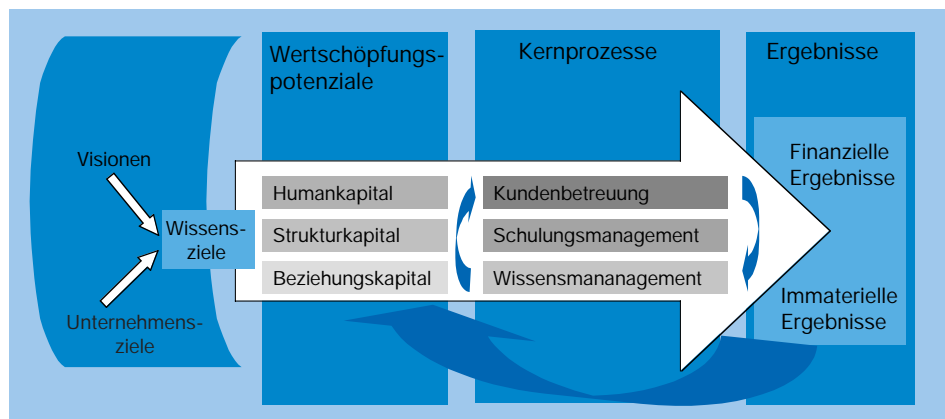 Wertschöpfungs-
potenziale
Kernprozesse
Ergebnisse
Visionen
Wissens-
ziele
Unternehmens-
ziele
Humankapital
Strukturkapital
Beziehungskapital
Kundenbetreuung
Schulungsmanagement
Wissensmananagement
Finanzielle
Ergebnisse
Immaterielle
Ergebnisse